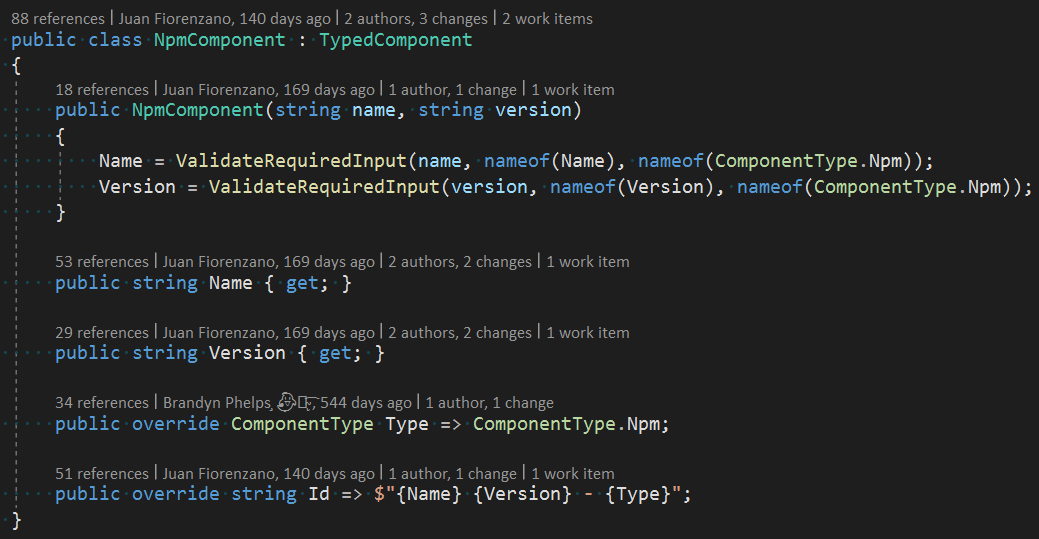 88 references | Juan Fiorenzano, 140 days ago | 2 authors, 3 changes | 2 work items
public class NpmComponent : TypedComponent
{
18 references | Juan Fiorenzano, 169 days ago | 1 author, 1 change | 1 work item
public NpmComponent(string name, string version)
{
Name = ValidateRequiredInput(name, nameof(Name), nameof(ComponentType.Npm));
Version = ValidateRequiredInput(version, nameof(Version), nameof(ComponentType.Npm));
}
53 references | Juan Fiorenzano, 169 days ago | 2 authors, 2 changes | 1 work item
public string Name { get; }
29 references | Juan Fiorenzano, 169 days ago | 2 authors, 2 changes | 1 work item
public string Version { get; }
34 references | Brandyn Phelps, 544 days ago | 1 author, 1 change
public override ComponentType Type => ComponentType.Npm;
51 references | Juan Fiorenzano, 140 days ago | 1 author, 1 change | 1 work item
public override string Id => $"{Name} {Version} - {Type}";
}